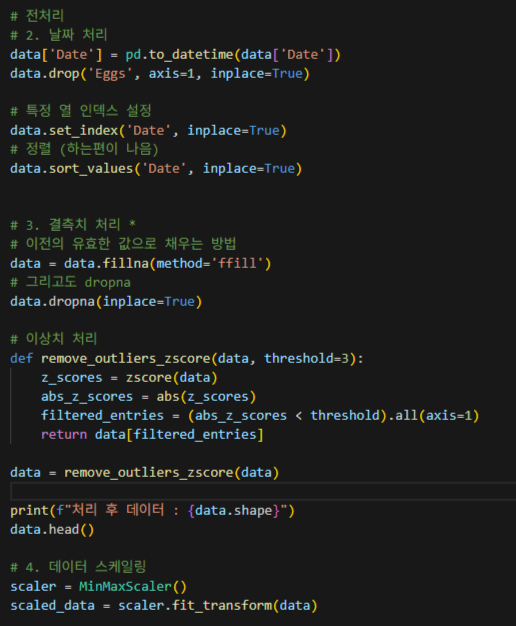 # 전처리
# 2. 날짜 처리
data['Date'] = pd.to_datetime(data['Date'])
data.drop('Eggs', axis=1, inplace=True)
# 특정 열 인덱스 설정
data.set_index('Date', inplace=True)
# 정렬 (하는편이 나음)
data.sort_values('Date', inplace=True)
# 3. 결측치 처리 *
# 이전의 유효한 값으로 채우는 방법
data = data.fillna(method='ffill')
# 그리고도 dropna
data.dropna(inplace=True)
# 이상치 처리
def remove_outliers_zscore(data, threshold=3):
    z_scores = zscore(data)
    abs_z_scores = abs(z_scores)
    filtered_entries = (abs_z_scores < threshold).all(axis=1)
    return data[filtered_entries]
data = remove_outliers_zscore(data)
print(f"처리 후 데이터 : {data.shape}")
data.head()
# 4. 데이터 스케일링
scaler = MinMaxScaler()
scaled_data = scaler.fit_transform(data)